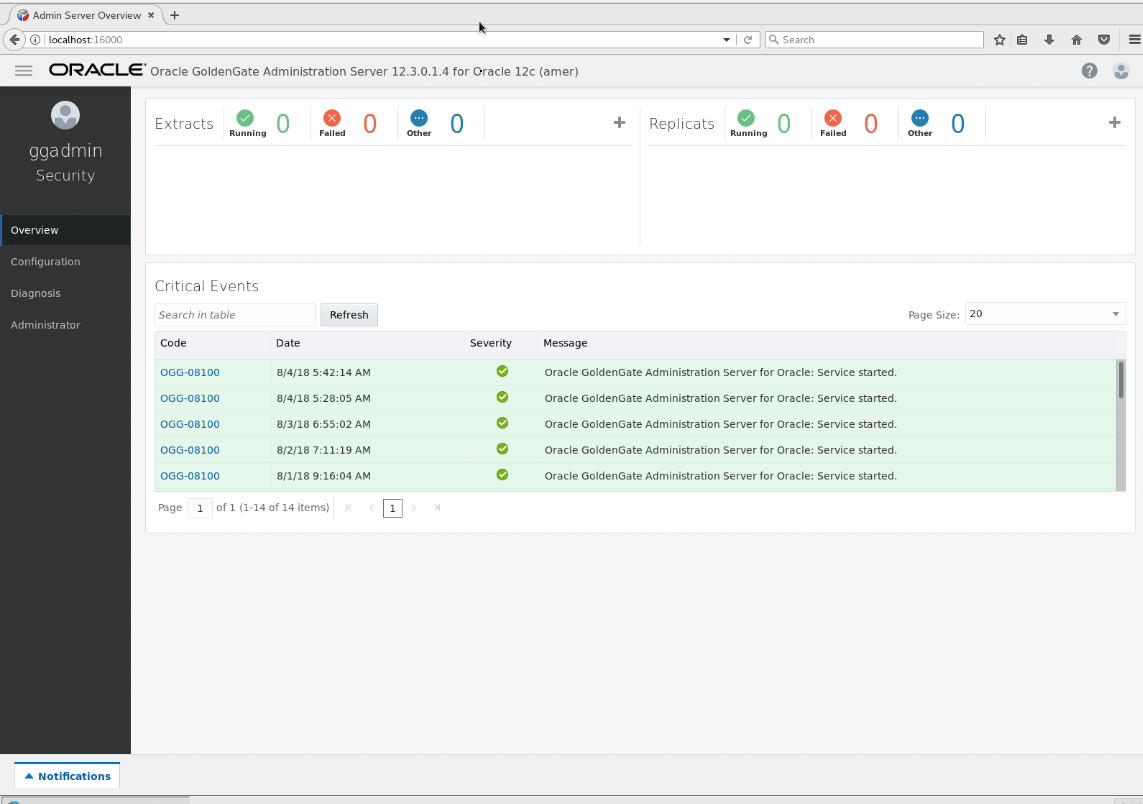 Admin Server Overview
localhost:16000
Search
ORACLE Oracle GoldenGate Administration Server 12.3.0.1.4 for Oracle 12c (amer)
ggadmin
Security
Overview
Configuration
Diagnosis
Administrator
Extracts Running 0 Failed 0 Other 0
Replicats Running 0 Failed 0 Other 0
Critical Events
Search in table Refresh Page Size: 20
Code Date Severity Message
OGG-08100 8/4/18 5:42:14 AM Oracle GoldenGate Administration Server for Oracle: Service started.
OGG-08100 8/4/18 5:28:05 AM Oracle GoldenGate Administration Server for Oracle: Service started.
OGG-08100 8/3/18 6:55:02 AM Oracle GoldenGate Administration Server for Oracle: Service started.
OGG-08100 8/2/18 7:11:19 AM Oracle GoldenGate Administration Server for Oracle: Service started.
OGG-08100 8/1/18 9:16:04 AM Oracle GoldenGate Administration Server for Oracle: Service started.
Page 1 of 1 (1-14 of 14 items) 1
Notifications